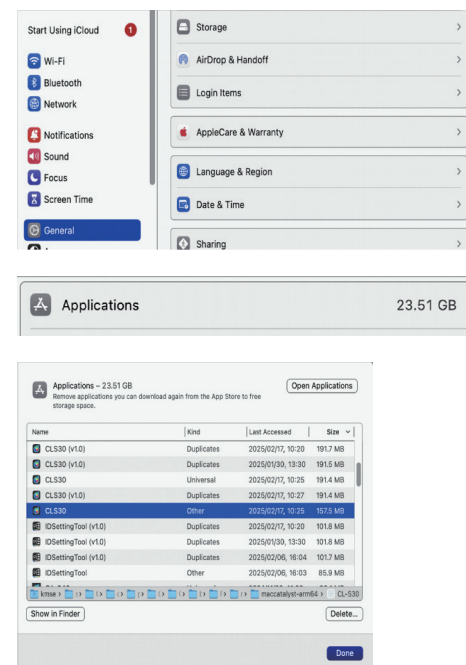 Start Using iCloud 1
Wi-Fi
Bluetooth
Network
Notifications
Sound
Focus
Screen Time
General
Storage
AirDrop & Handoff
Login Items
AppleCare & Warranty
Language & Region
Date & Time
Sharing
Applications 23.51 GB
Applications – 23.51 GB
Remove applications you can download again from the App Store to free
storage space.
Open Applications
Name Kind Last Accessed Size
CLS30 (v1.0) Duplicates 2025/02/17, 10:20 191.7 MB
CLS30 (v1.0) Duplicates 2025/01/30, 13:30 191.5 MB
CLS30 Universal 2025/02/17, 10:25 191.4 MB
CLS30 (v1.0) Duplicates 2025/02/17, 10:27 191.4 MB
CLS30 Other 2025/02/17, 10:25 157.5 MB
IDSettingTool (v1.0) Duplicates 2025/02/17, 10:20 101.8 MB
IDSettingTool (v1.0) Duplicates 2025/01/30, 13:30 101.8 MB
IDSettingTool (v1.0) Duplicates 2025/02/06, 16:04 101.7 MB
IDSettingTool Other 2025/02/06, 16:03 85.9 MB
kmse › maccatalyst-arm64 › CL-S30
Show in Finder Delete...
Done